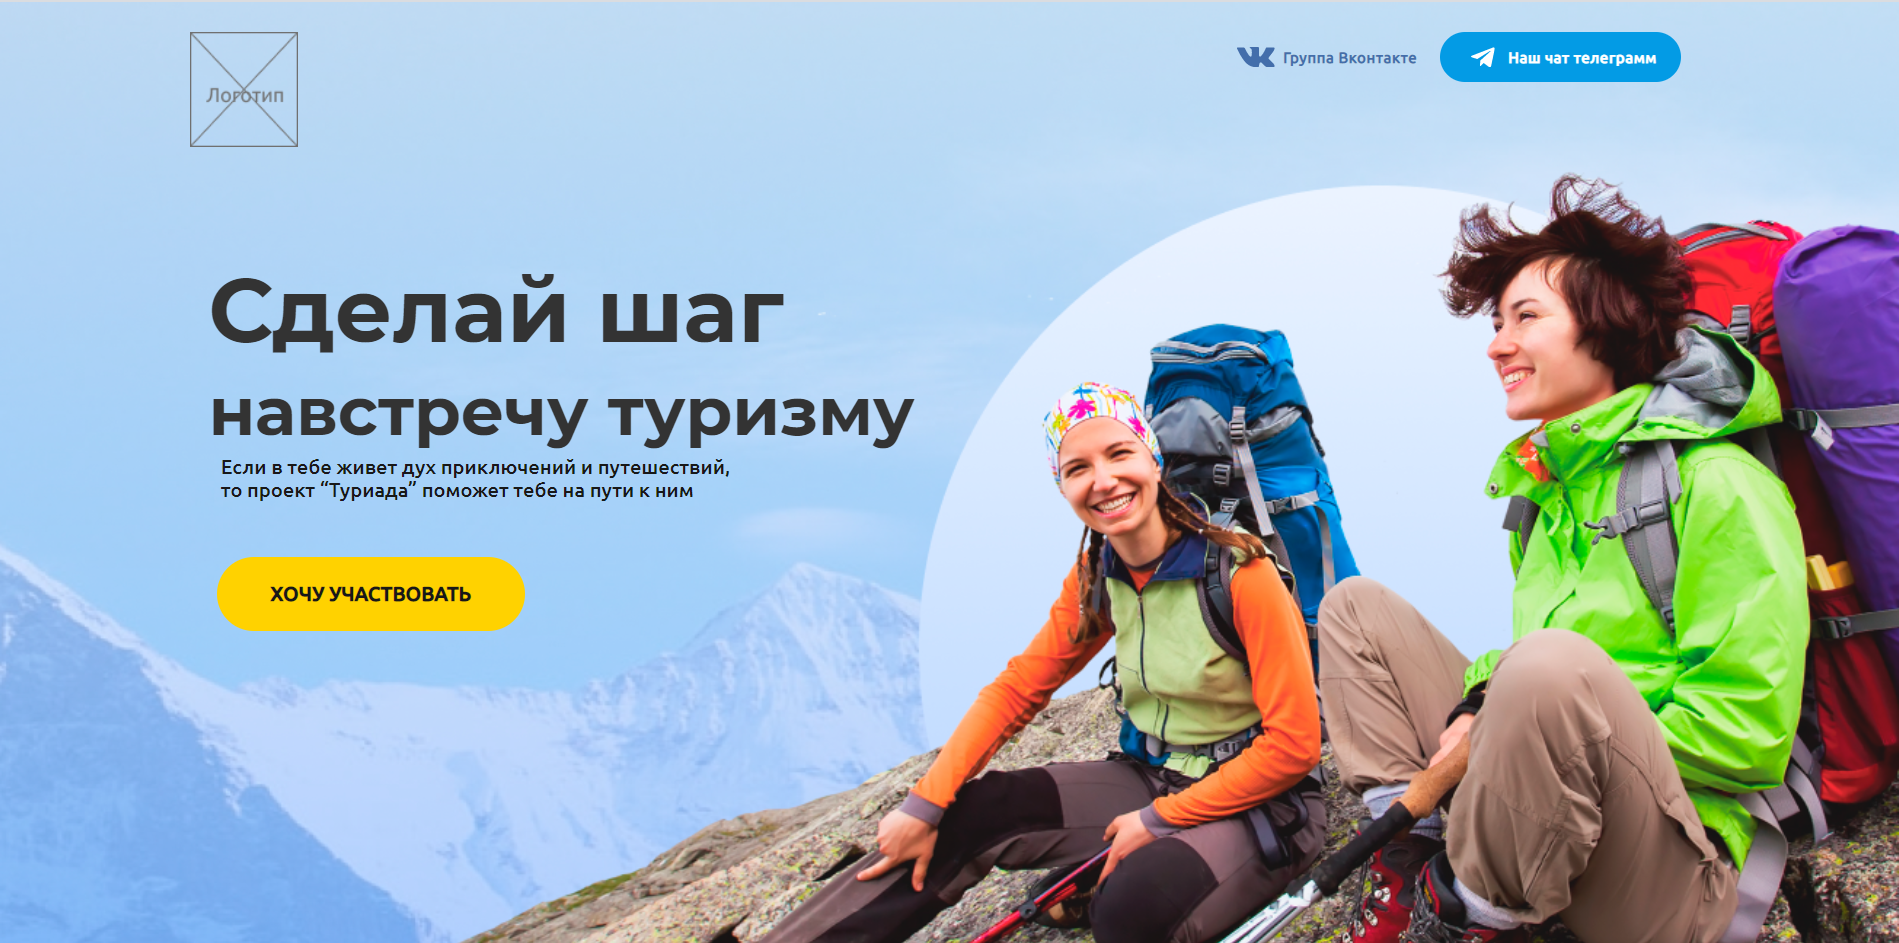 Логотип
Группа Вконтакте
Наш чат телеграмм
Сделай шаг
навстречу туризму
Если в тебе живет дух приключений и путешествий,
то проект “Туриада” поможет тебе на пути к ним
ХОЧУ УЧАСТВОВАТЬ